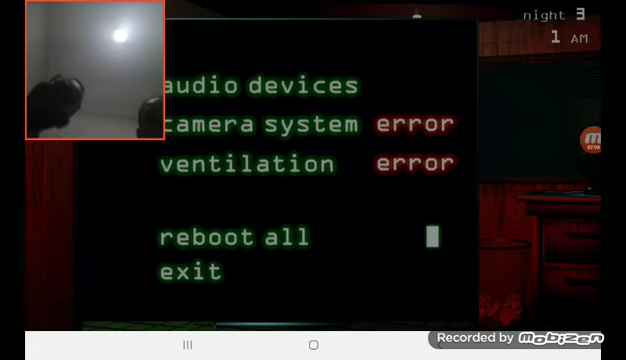 night 3
1 AM
audio devices
camera system error
ventilation error
reboot all
exit
Recorded by mobizen